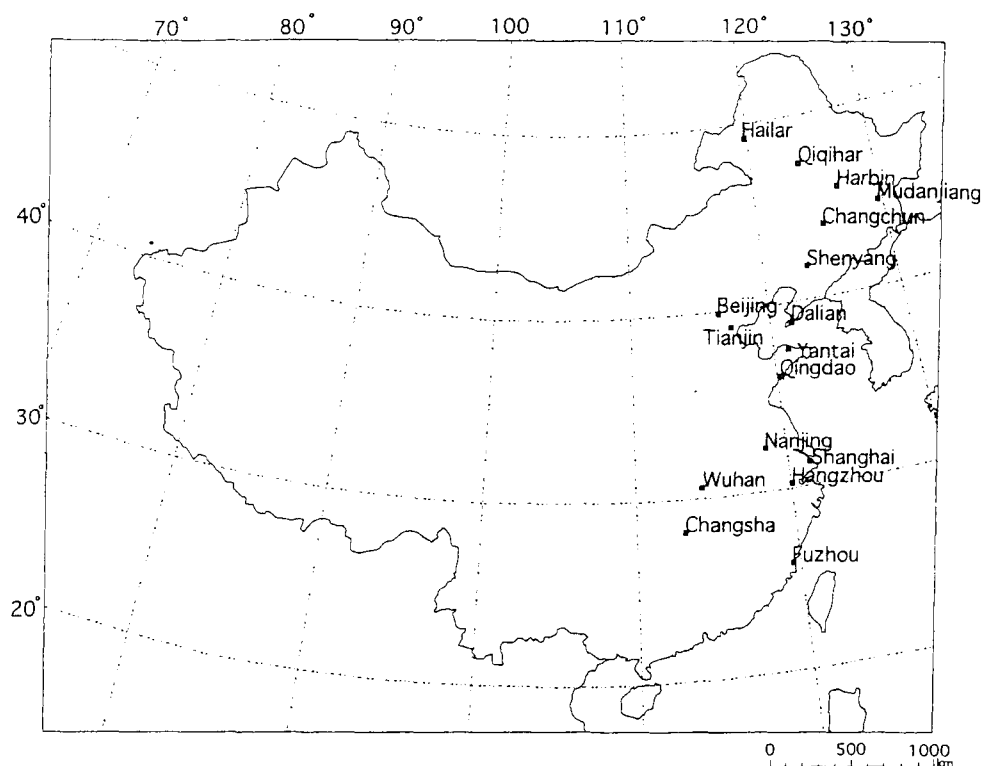 70° 80° 90° 100 110° 120° 130°
Hailar
Qiqihar
Harbin
Mudanjiang
40°
Changchun
Shenyang
Beijing
Dalian
Tianjin
Yantai
Qingdao
30°
Nanjing
Shanghai
Wuhan
Hangzhou
Changsha
Fuzhou
20°
0 500 1000
km